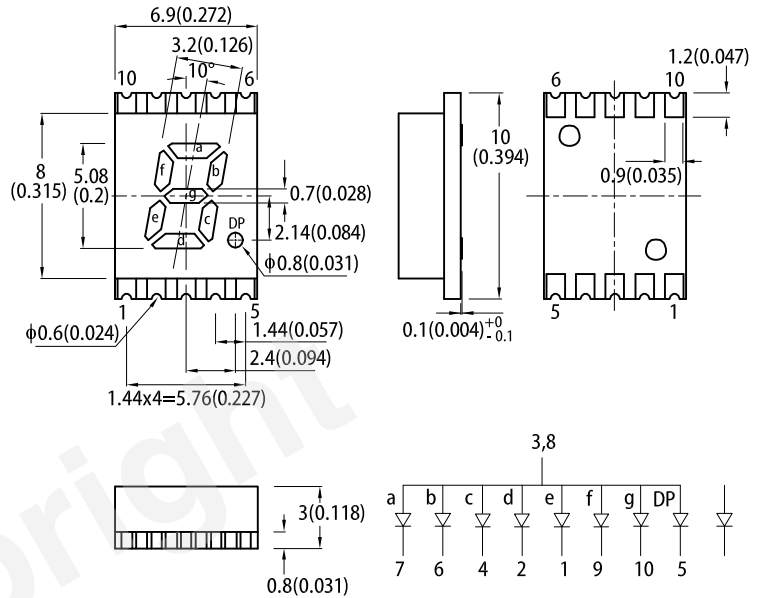 6.9(0.272)
3.2(0.126)
10°
10
6
a
f
b
g
e
c
d
DP
8
(0.315)
5.08
(0.2)
0.7(0.028)
2.14(0.084)
ϕ0.8(0.031)
1
5
ϕ0.6(0.024)
1.44(0.057)
2.4(0.094)
1.44x4=5.76(0.227)
10
(0.394)
0.1(0.004)+0 -0.1
1.2(0.047)
6
10
0.9(0.035)
5
1
3(0.118)
0.8(0.031)
3,8
a b c d e f g DP
7 6 4 2 1 9 10 5
bright